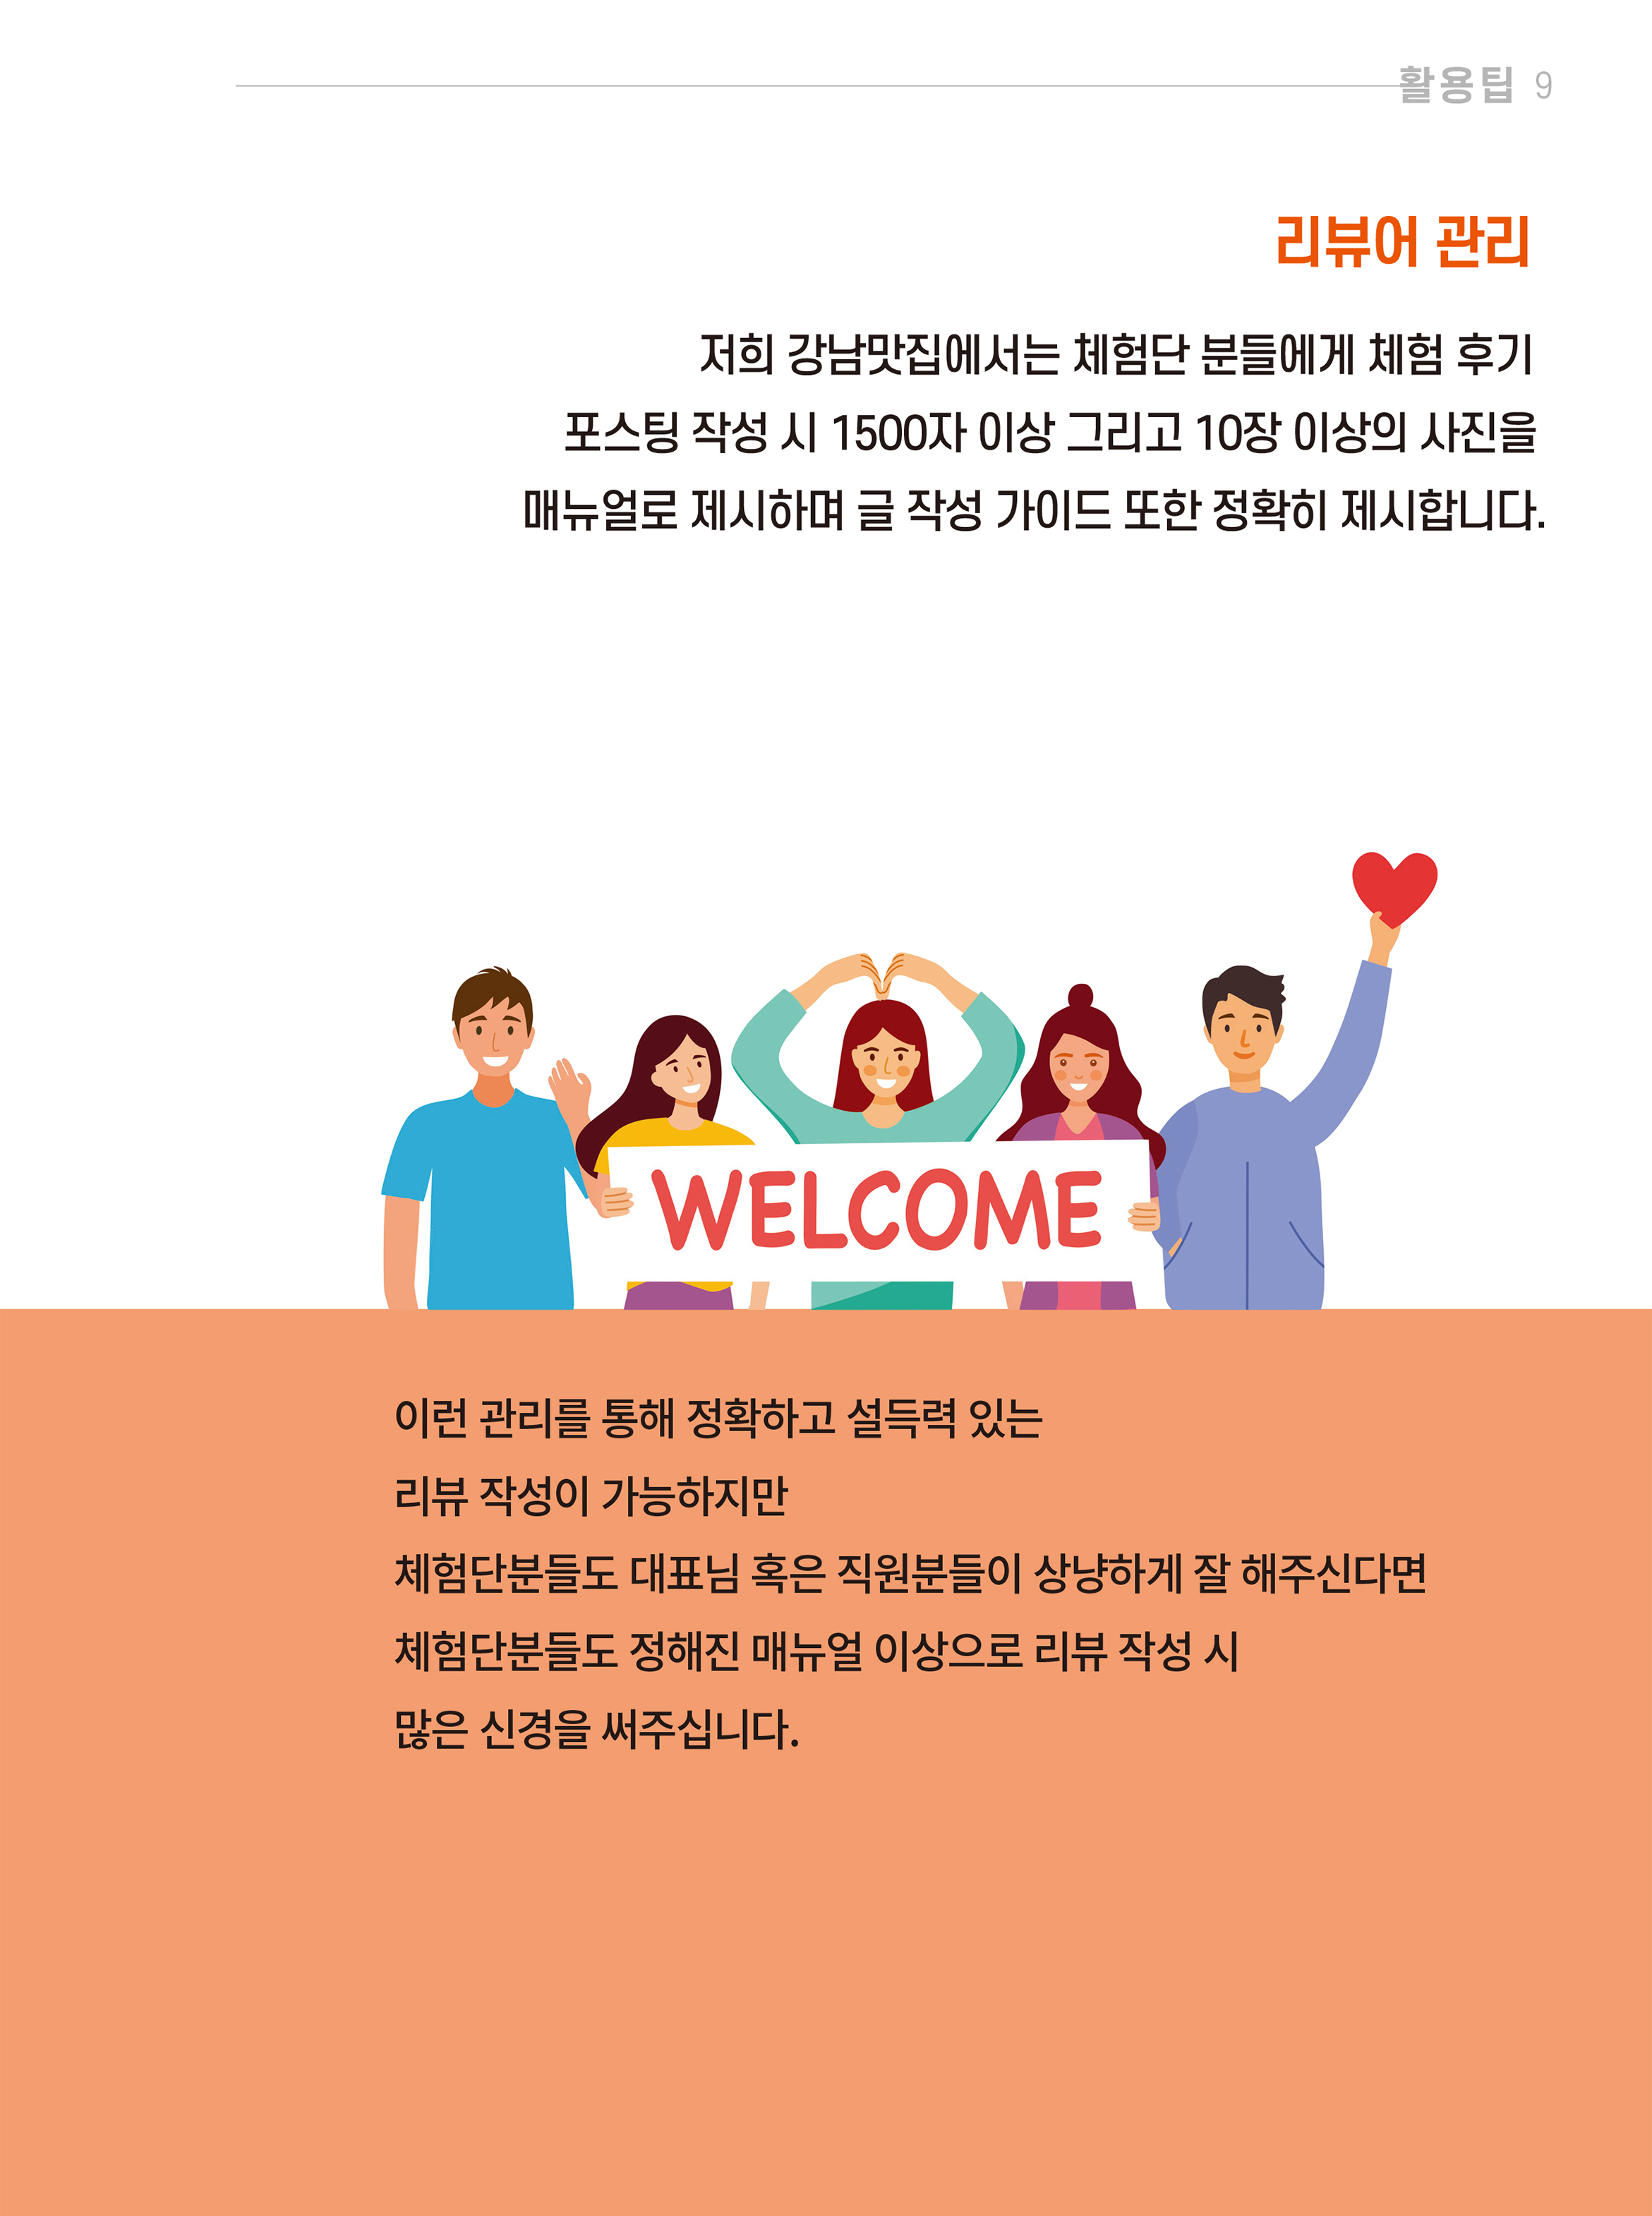 활용팁 9
리뷰어 관리
저희 강남맛집에서는 체험단 분들에게 체험 후기
포스팅 작성 시 1500자 이상 그리고 10장 이상의 사진을
매뉴얼로 제시하며 글 작성 가이드 또한 정확히 제시합니다.
WELCOME
이런 관리를 통해 정확하고 설득력 있는
리뷰 작성이 가능하지만
체험단분들도 대표님 혹은 직원분들이 상냥하게 잘 해주신다면
체험단분들도 정해진 매뉴얼 이상으로 리뷰 작성 시
많은 신경을 써주십니다.